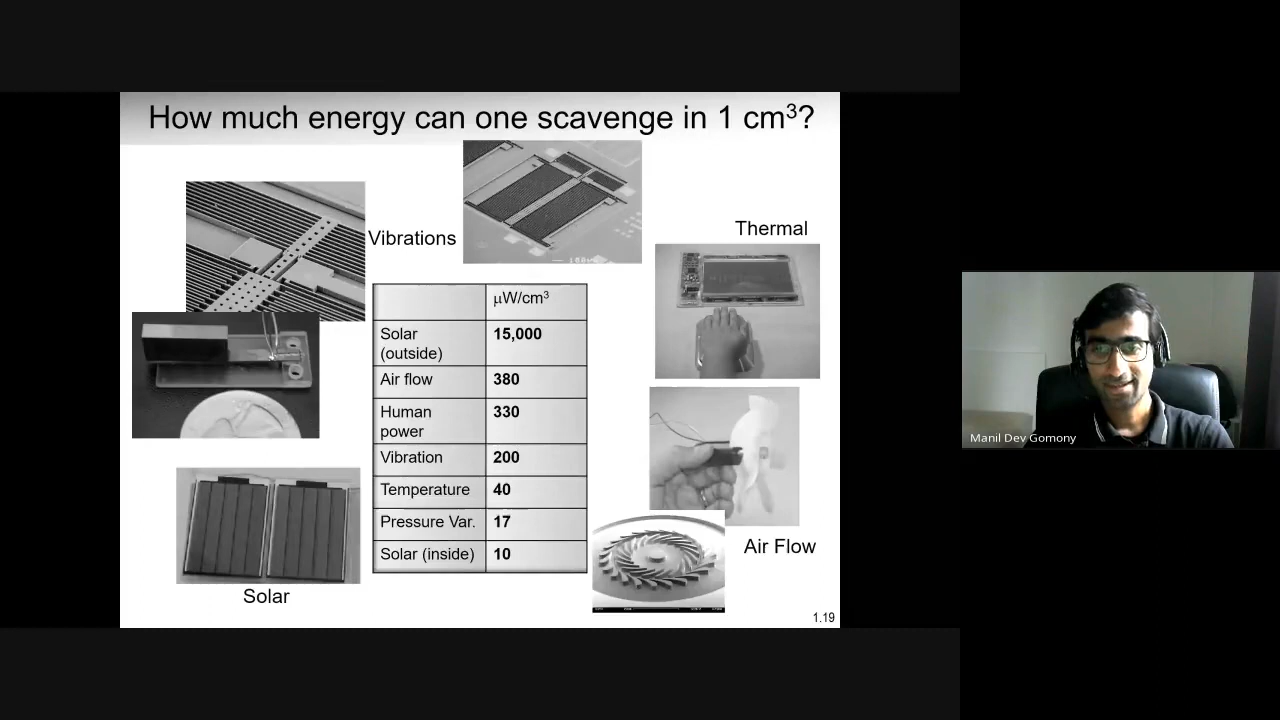 How much energy can one scavenge in 1 cm³?
Vibrations
Thermal
μW/cm³
Solar
(outside)
15,000
Air flow
380
Human
power
330
Vibration
200
Temperature
40
Pressure Var.
17
Solar (inside)
10
Solar
Air Flow
1.19
Manil Dev Gomony